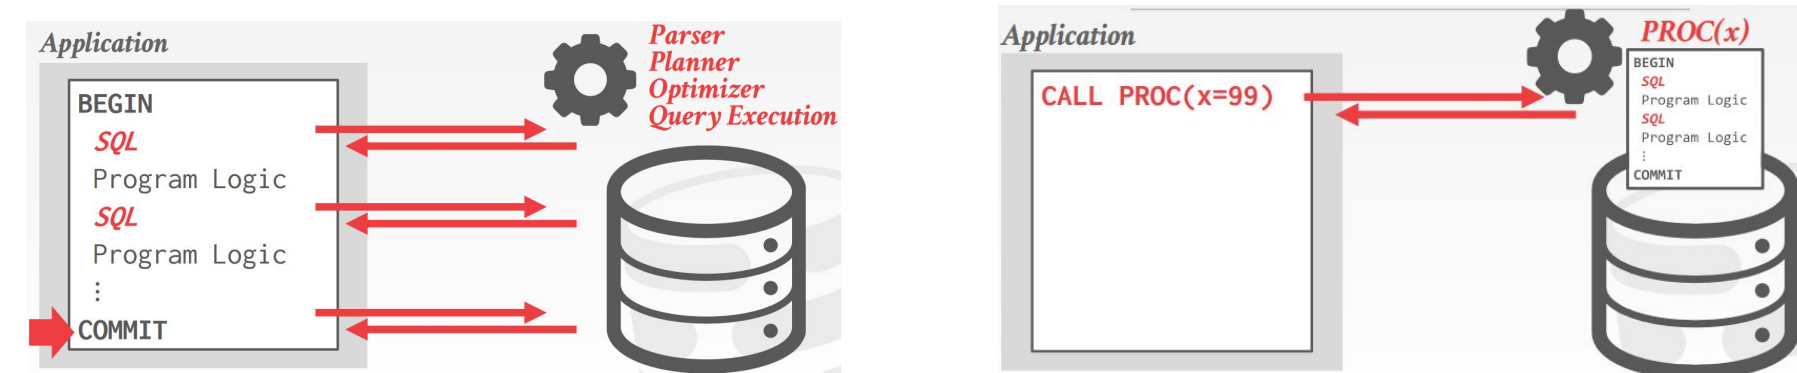 Application
BEGIN
SQL
Program Logic
SQL
Program Logic
⋮
COMMIT
Parser
Planner
Optimizer
Query Execution
Application
CALL PROC(x=99)
PROC(x)
BEGIN
SQL
Program Logic
SQL
Program Logic
⋮
COMMIT